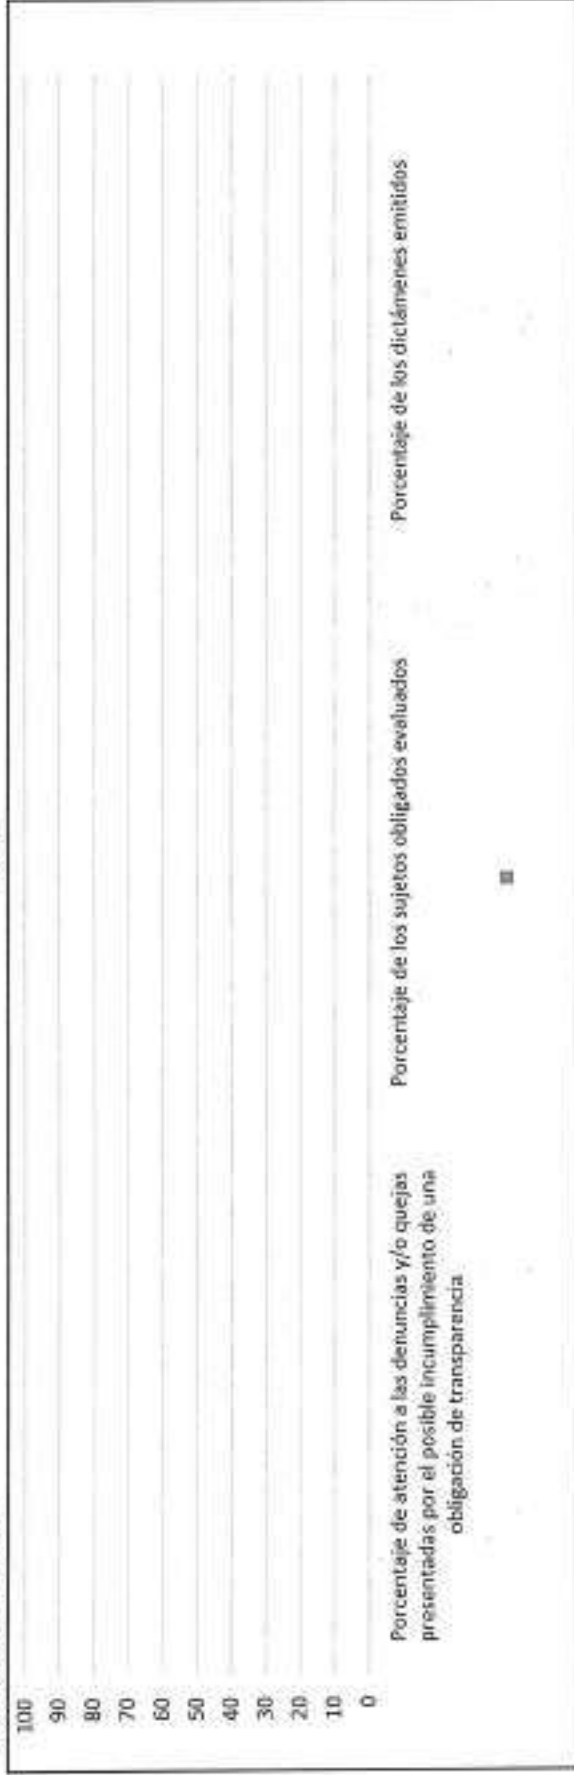 100
90
80
70
60
50
40
30
20
10
0
Porcentaje de atención a las denuncias y/o quejas
presentadas por el posible incumplimiento de una
obligación de transparencia
Porcentaje de los sujetos obligados evaluados
Porcentaje de los dictámenes emitidos